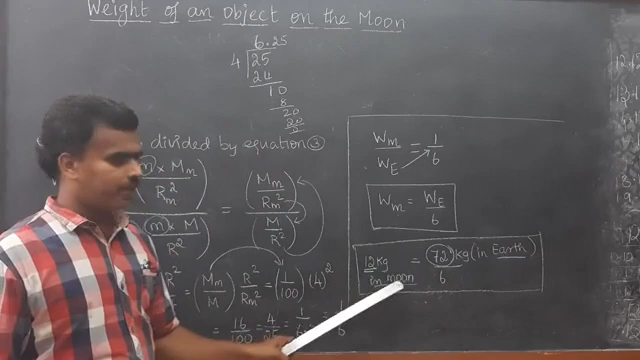 Weight of an Object on the Moon
6.25
4 25
24
10
8
20
20
divided by equation ③
m × Mm / Rm² = (Mm / Rm²)
m × / R² (M / R²)
R² = (Mm / M) R² / Rm² = (1/100) (4)²
= 16/100 = 4/25 = 1/6 = 1/6
Wm / WE = 1/6
Wm = WE / 6
12 kg in moon = 72 kg (in Earth) / 6